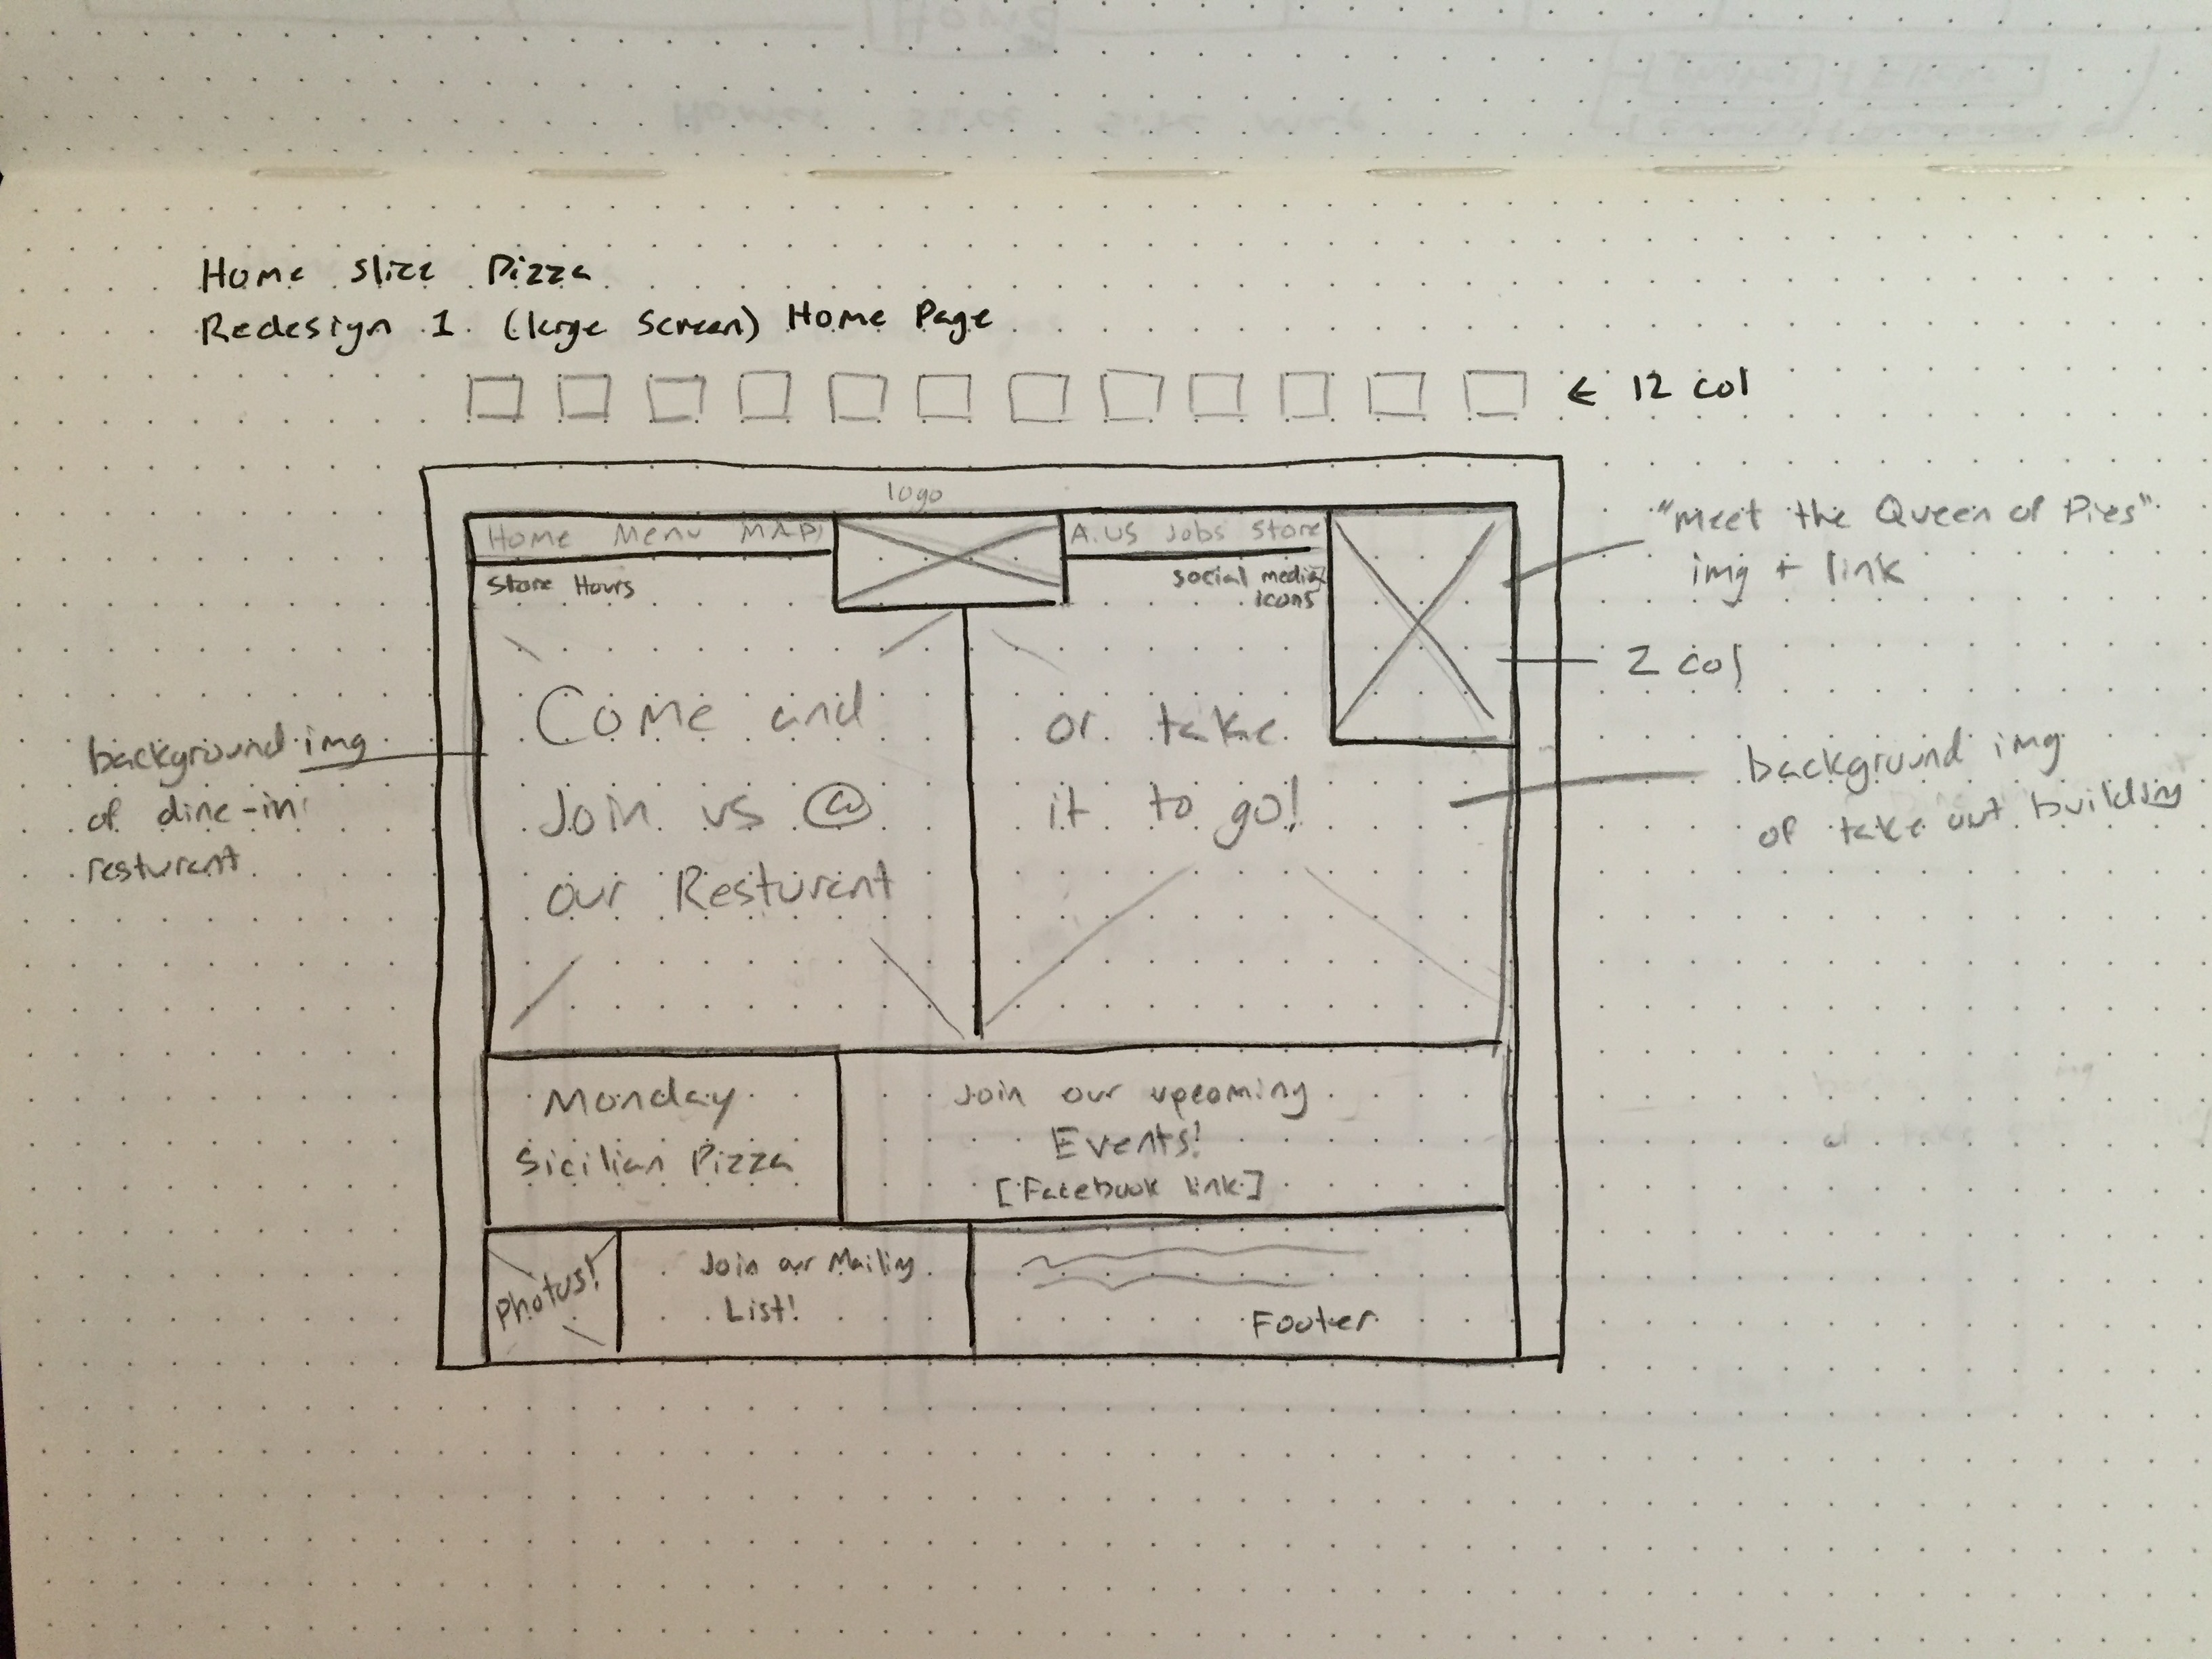 Home Slice Pizza
Redesign 1 (large Screen) Home Page
← 12 col
logo
Home Menu MAP
A.US Jobs Store
Store Hours
social media
icons
"Meet the Queen of Pies"
img + link
2 col
Come and
Join us @
our Resturant
or take
it to go!
background img
of dine-in
resturant
background img
of take out building
Monday
Sicilian Pizza
Join our upcoming
Events!
[Facebook link]
Photos!
Join our Mailing
List!
Footer